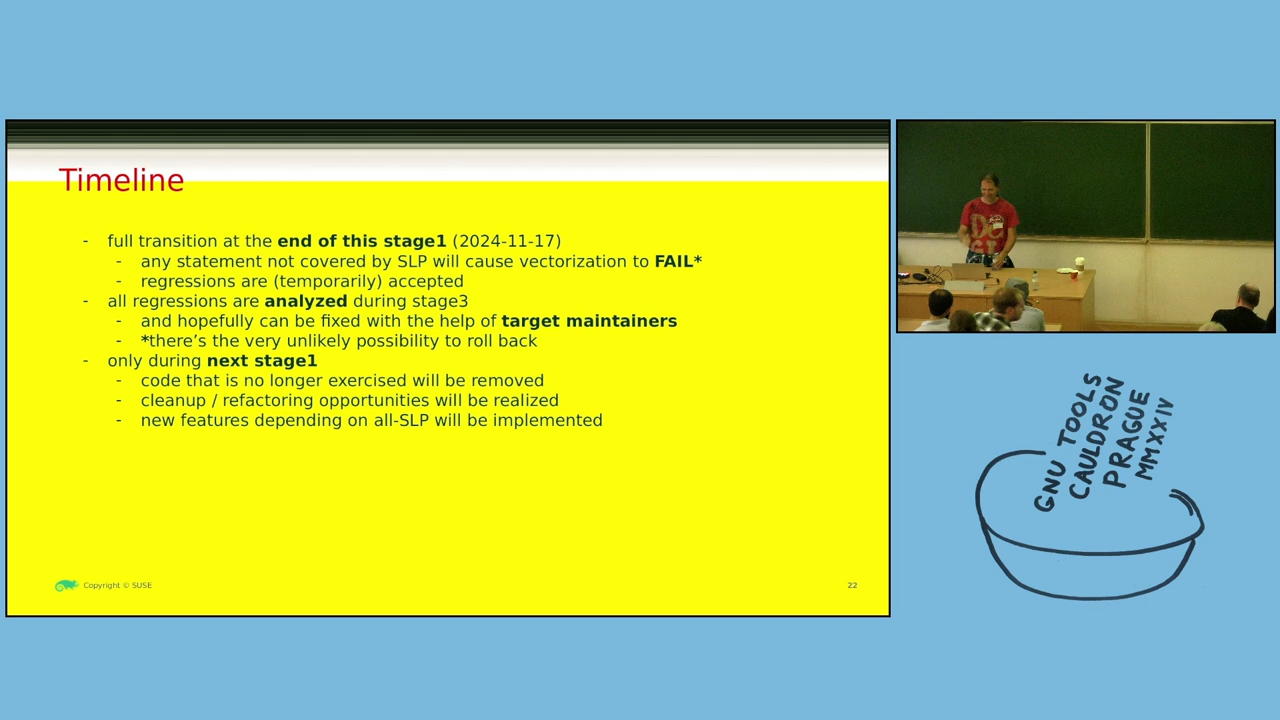 Timeline
- full transition at the end of this stage1 (2024-11-17)
- any statement not covered by SLP will cause vectorization to FAIL*
- regressions are (temporarily) accepted
- all regressions are analyzed during stage3
- and hopefully can be fixed with the help of target maintainers
- *there's the very unlikely possibility to roll back
- only during next stage1
- code that is no longer exercised will be removed
- cleanup / refactoring opportunities will be realized
- new features depending on all-SLP will be implemented
Copyright © SUSE
22
GNU TOOLS
CAULDRON
PRAGUE
MMXXIV